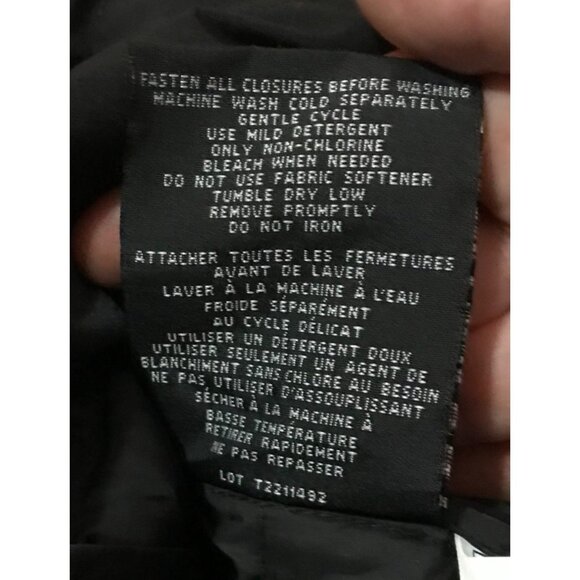 FASTEN ALL CLOSURES BEFORE WASHING
MACHINE WASH COLD SEPARATELY
GENTLE CYCLE
USE MILD DETERGENT
ONLY NON-CHLORINE
BLEACH WHEN NEEDED
DO NOT USE FABRIC SOFTENER
TUMBLE DRY LOW
REMOVE PROMPTLY
DO NOT IRON
ATTACHER TOUTES LES FERMETURES
AVANT DE LAVER
LAVER À LA MACHINE À L'EAU
FROIDE SÉPARÉMENT
AU CYCLE DÉLICAT
UTILISER UN DÉTERGENT DOUX
UTILISER SEULEMENT UN AGENT DE
BLANCHIMENT SANS CHLORE AU BESOIN
NE PAS UTILISER D'ASSOUPLISSANT
SÉCHER À LA MACHINE À
BASSE TEMPÉRATURE
RETIRER RAPIDEMENT
NE PAS REPASSER
LOT T2211492